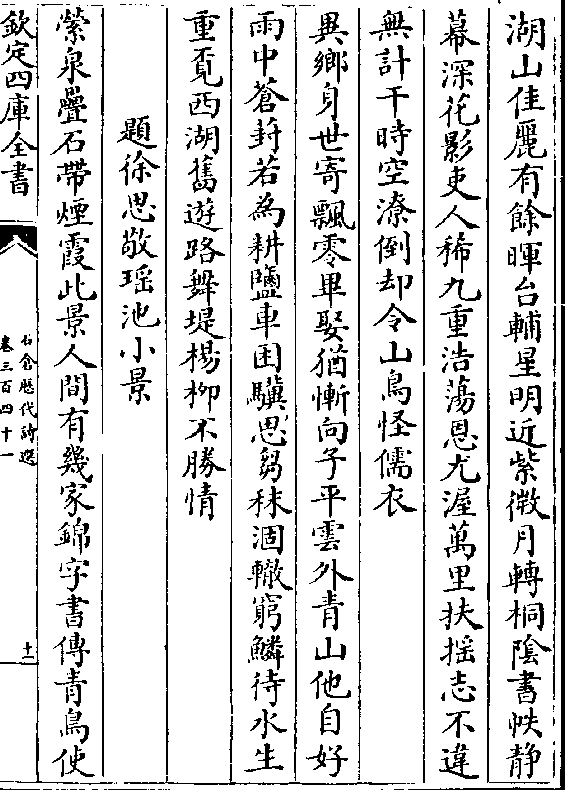 湖山佳麗有餘暉台輔星明近紫微月轉桐陰書帙静
幕深花影吏人稀九重浩蕩恩尤渥萬里扶揺志不違
無計干時空潦倒却令山鳥怪儒衣
異鄉身世寄飄零畢娶猶慚向子平雲外青山他自好
雨中蒼葑若為耕鹽車困驥思芻秣涸轍窮鱗待水生
重覔西湖舊遊路舞堤楊柳不勝情
題徐思敬瑶池小景
縈泉疊石帶煙霞此景人間有幾家錦字書傳青鳥使
欽定四庫全書
石倉歴代詩選
卷三百四十一
十一